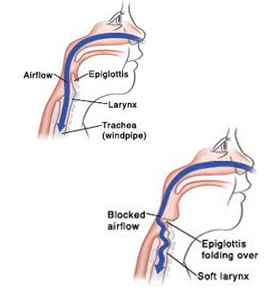 Airflow
Epiglottis
Larynx
Trachea
(windpipe)
Blocked
airflow
Epiglottis
folding over
Soft larynx